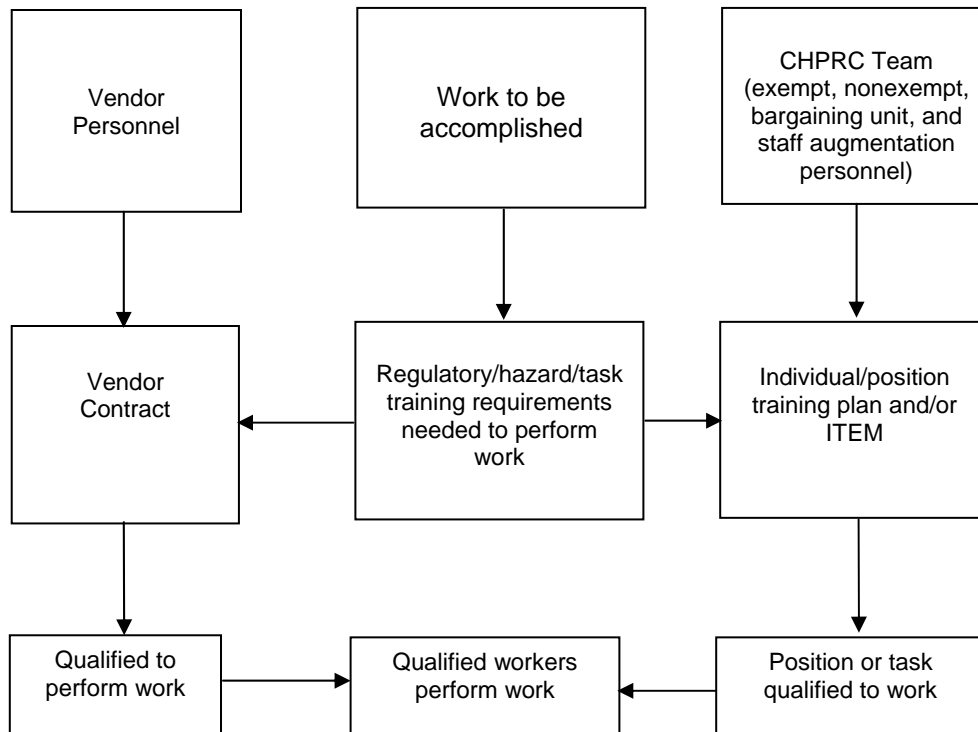 Vendor
Personnel
Work to be
accomplished
CHPRC Team
(exempt, nonexempt,
bargaining unit, and
staff augmentation
personnel)
Vendor
Contract
Regulatory/hazard/task
training requirements
needed to perform
work
Individual/position
training plan and/or
ITEM
Qualified to
perform work
Qualified workers
perform work
Position or task
qualified to work